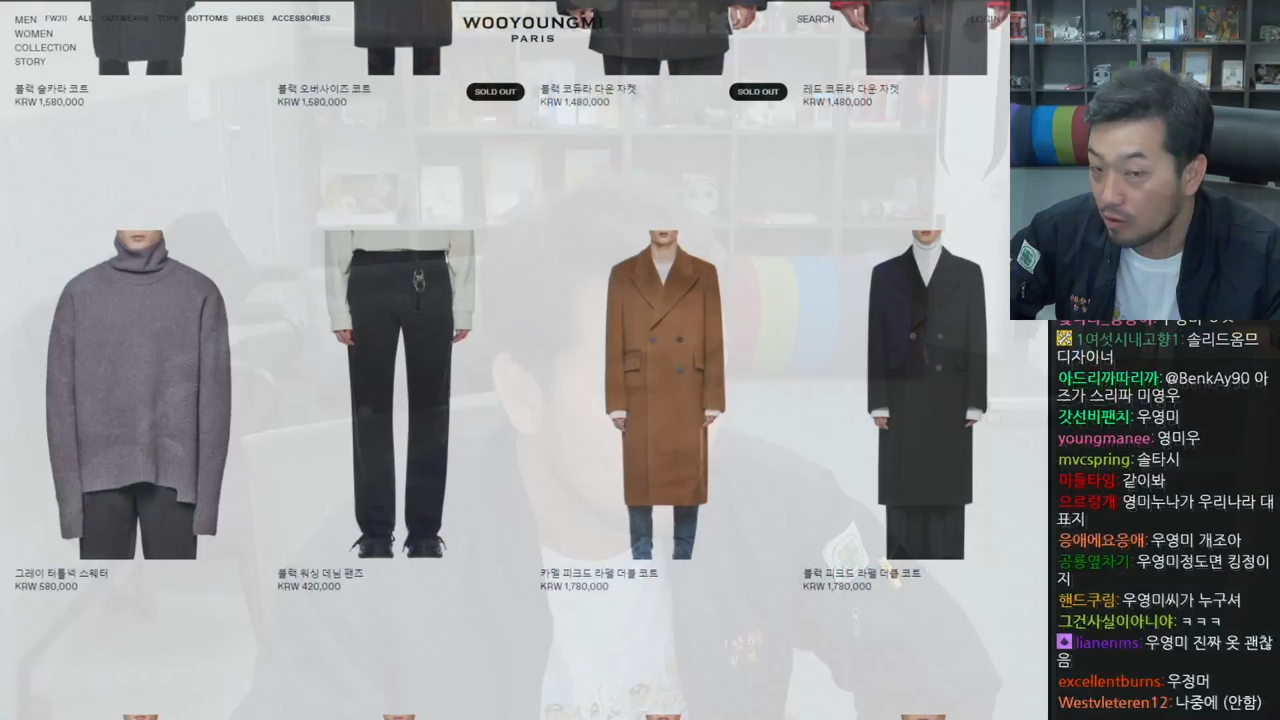 MEN FW20 ALL OUTWEARS TOPS BOTTOMS SHOES ACCESSORIES
WOMEN
COLLECTION
STORY
WOOYOUNGMI
PARIS
SEARCH
LOGIN
블랙 숄카라 코트
KRW 1,580,000
블랙 오버사이즈 코트
KRW 1,580,000
SOLD OUT
블랙 코듀라 다운 자켓
KRW 1,480,000
SOLD OUT
레드 코듀라 다운 자켓
KRW 1,480,000
그레이 터틀넥 스웨터
KRW 580,000
블랙 워싱 데님 팬츠
KRW 420,000
카멜 피크드 라펠 더블 코트
KRW 1,780,000
블랙 피크드 라펠 더블 코트
KRW 1,780,000
1여섯시내고향1: 솔리드옴므
디자이너
아드리까따리까: @BenkAy90 아
즈가 스리파 미영우
갓선비팬치: 우영미
youngmanee: 영미우
mvcspring: 솔타시
미들타임: 같이봐
으르렁개: 영미누나가 우리나라 대
표지
응애에요응애: 우영미 개조아
공룡옆차기: 우영미정도면 킹정이
지
핸드쿠림: 우영미씨가 누구셔
그건사실이아니야: ㅋㅋㅋ
lianenms: 우영미 진짜 옷 괜찮
음
excellentburns: 우정머
Westvleteren12: 나중에 (안함)